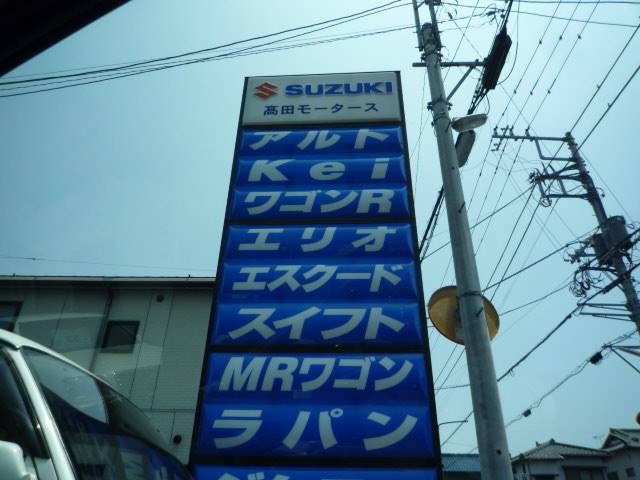 SUZUKI
髙田モータース
アルト
Kei
ワゴンR
エリオ
エスクード
スイフト
MRワゴン
ラパン